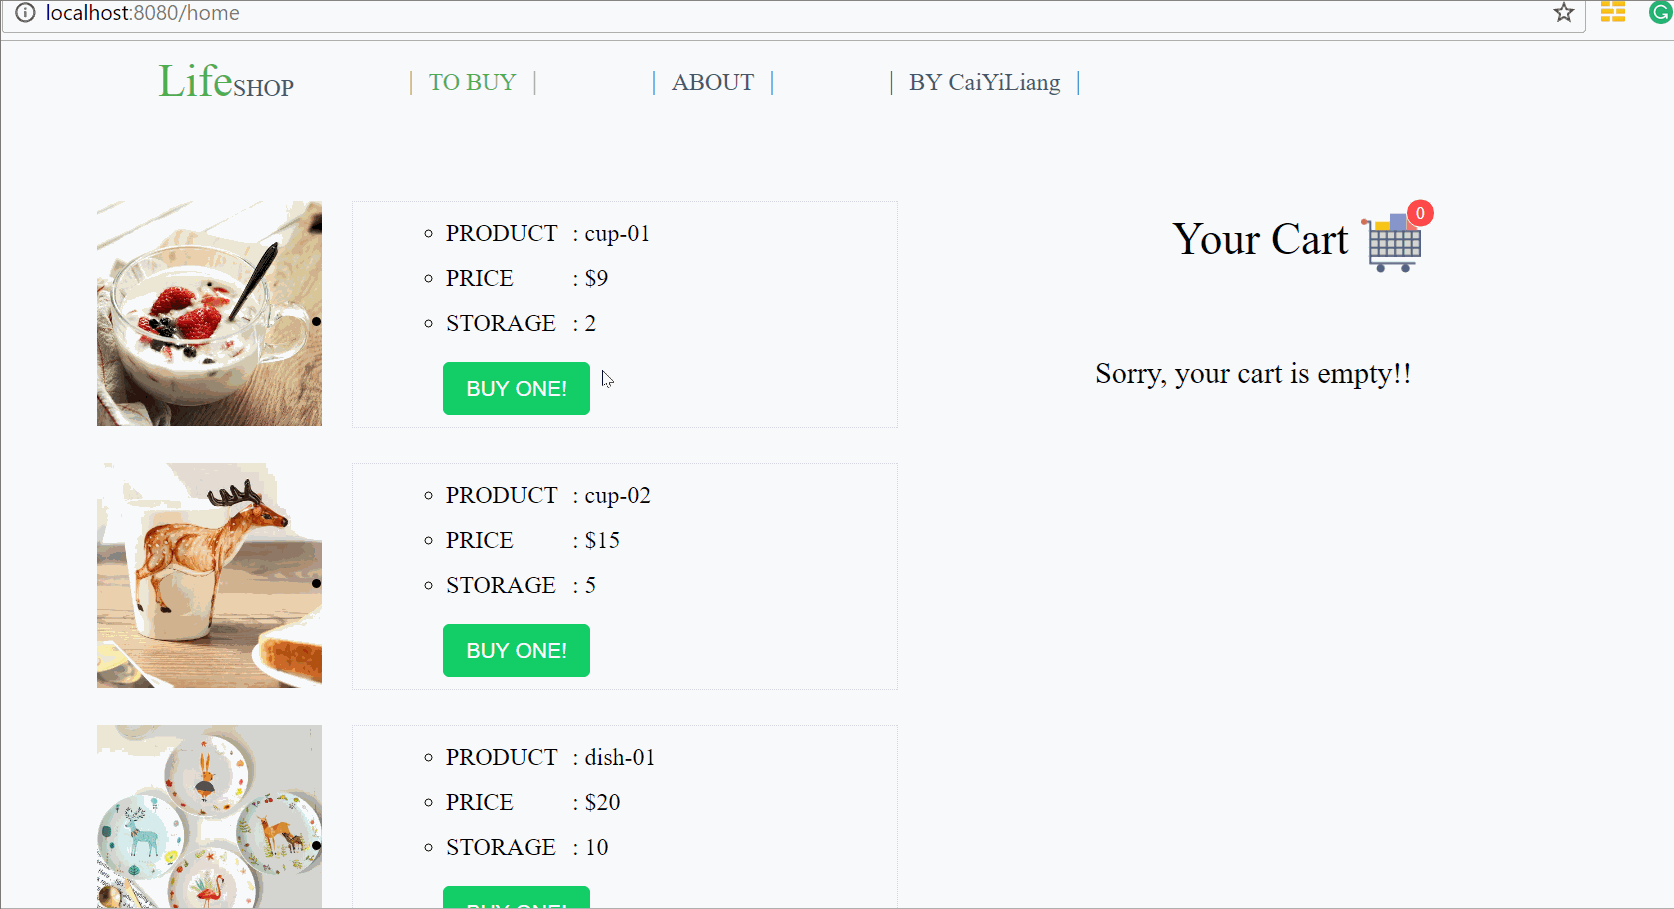 localhost:8080/home
LifeSHOP | TO BUY | | ABOUT | | BY CaiYiLiang |
PRODUCT : cup-01
PRICE : $9
STORAGE : 2
BUY ONE!
Your Cart 0
Sorry, your cart is empty!!
PRODUCT : cup-02
PRICE : $15
STORAGE : 5
BUY ONE!
PRODUCT : dish-01
PRICE : $20
STORAGE : 10
BUY ONE!